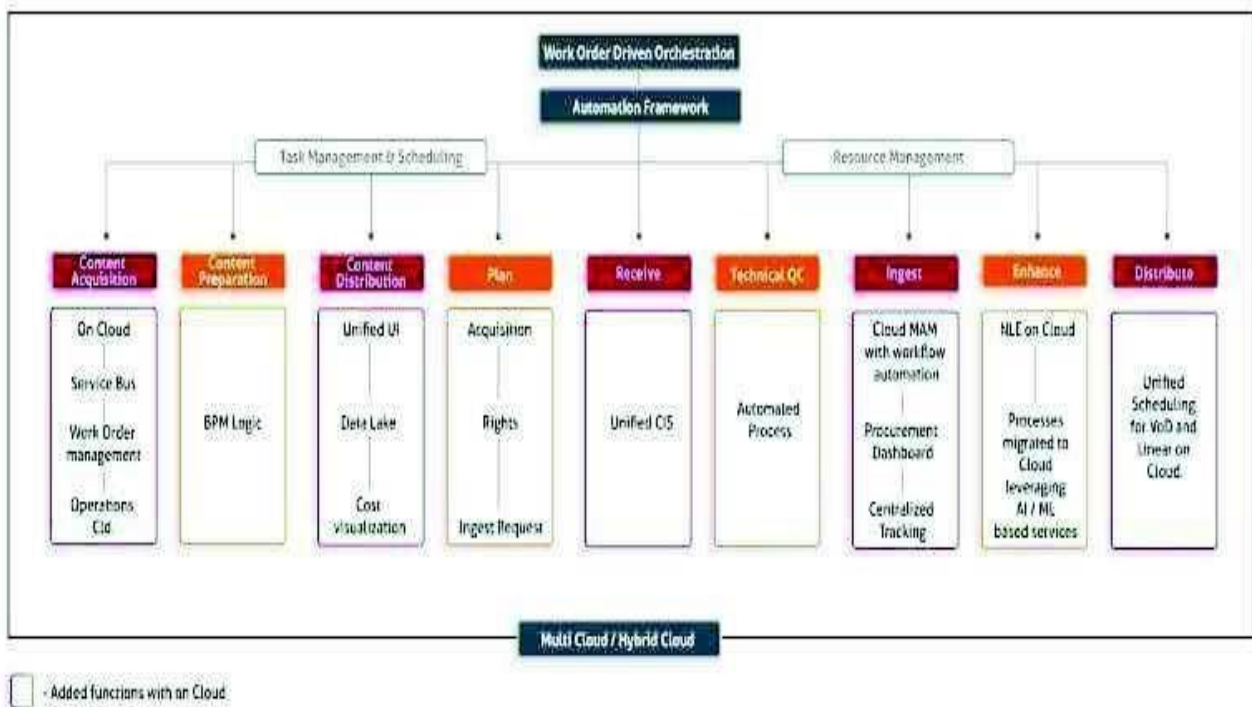 Work Order Driven Orchestration
Automation Framework
Task Management & Scheduling
Resource Management
Content
Acquisition
Content
Preparation
Content
Distribution
Plan
Receive
Technical QC
Ingest
Enhance
Distribute
On Cloud
Service Bus
Work Order
management
Operations
Cld
BPM Logic
Unified UI
Data Lake
Cost
visualization
Acquisition
Rights
Ingest Request
Unified CIS
Automated
Process
Cloud MAM
with workflow
automation
Procurement
Dashboard
Centralized
Tracking
NLE on Cloud
Processes
migrated to
Cloud
leveraging
AI / ML
based services
Unified
Scheduling
for VoD and
Linear on
Cloud.
Multi Cloud / Hybrid Cloud
- Added functions with on Cloud